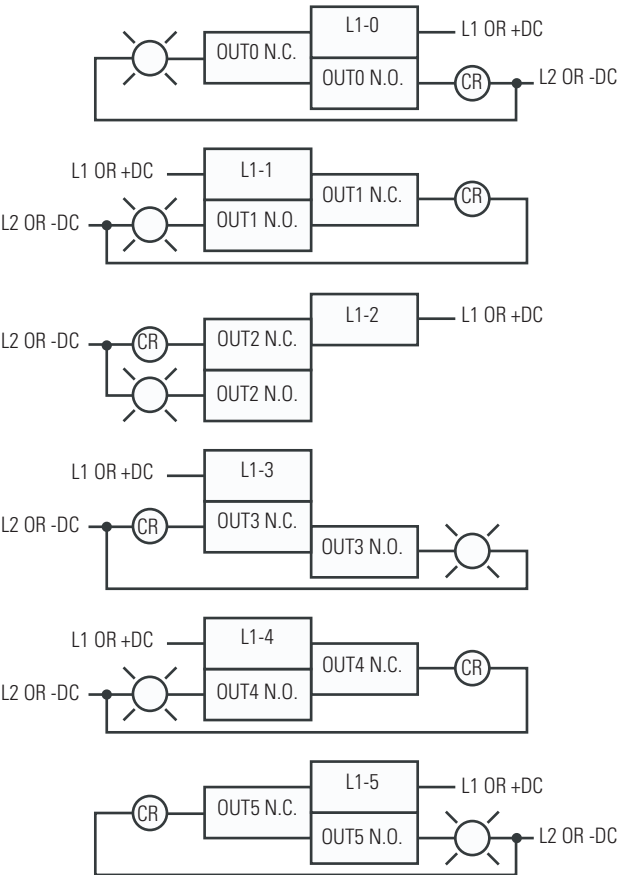 L1-0 L1 OR +DC
OUT0 N.C.
OUT0 N.O. CR L2 OR -DC
L1 OR +DC L1-1
OUT1 N.C. CR
L2 OR -DC OUT1 N.O.
L1-2 L1 OR +DC
L2 OR -DC CR OUT2 N.C.
OUT2 N.O.
L1 OR +DC L1-3
L2 OR -DC CR OUT3 N.C.
OUT3 N.O.
L1 OR +DC L1-4
OUT4 N.C. CR
L2 OR -DC OUT4 N.O.
L1-5 L1 OR +DC
CR OUT5 N.C.
OUT5 N.O. L2 OR -DC